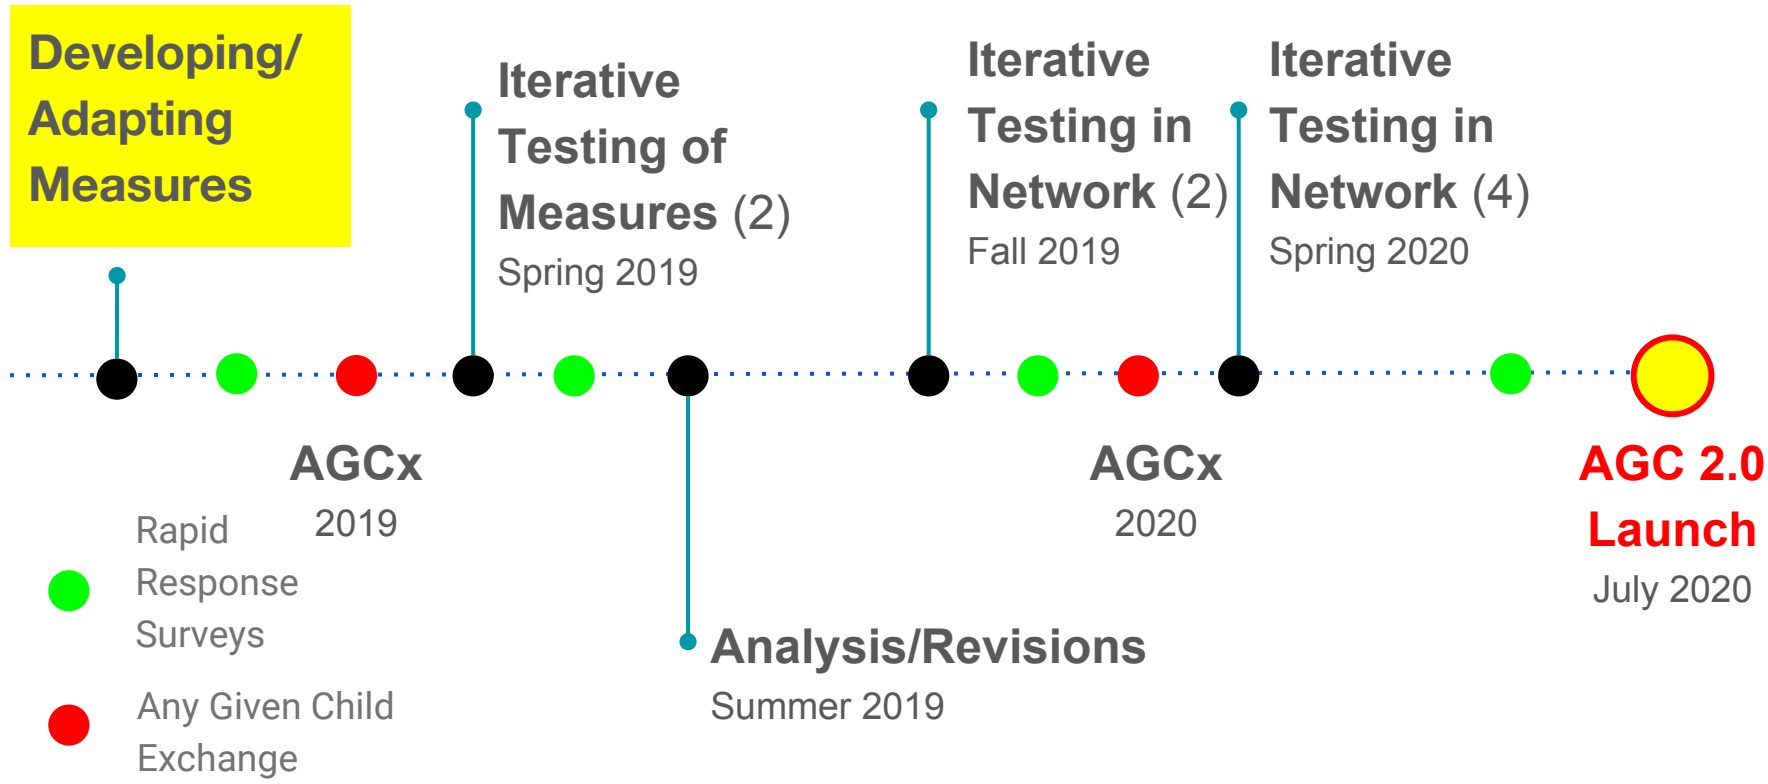 Developing/
Adapting
Measures
Iterative
Testing of
Measures (2)
Spring 2019
Iterative
Testing in
Network (2)
Fall 2019
Iterative
Testing in
Network (4)
Spring 2020
AGCx
2019
AGCx
2020
AGC 2.0
Launch
July 2020
Analysis/Revisions
Summer 2019
Rapid
Response
Surveys
Any Given Child
Exchange